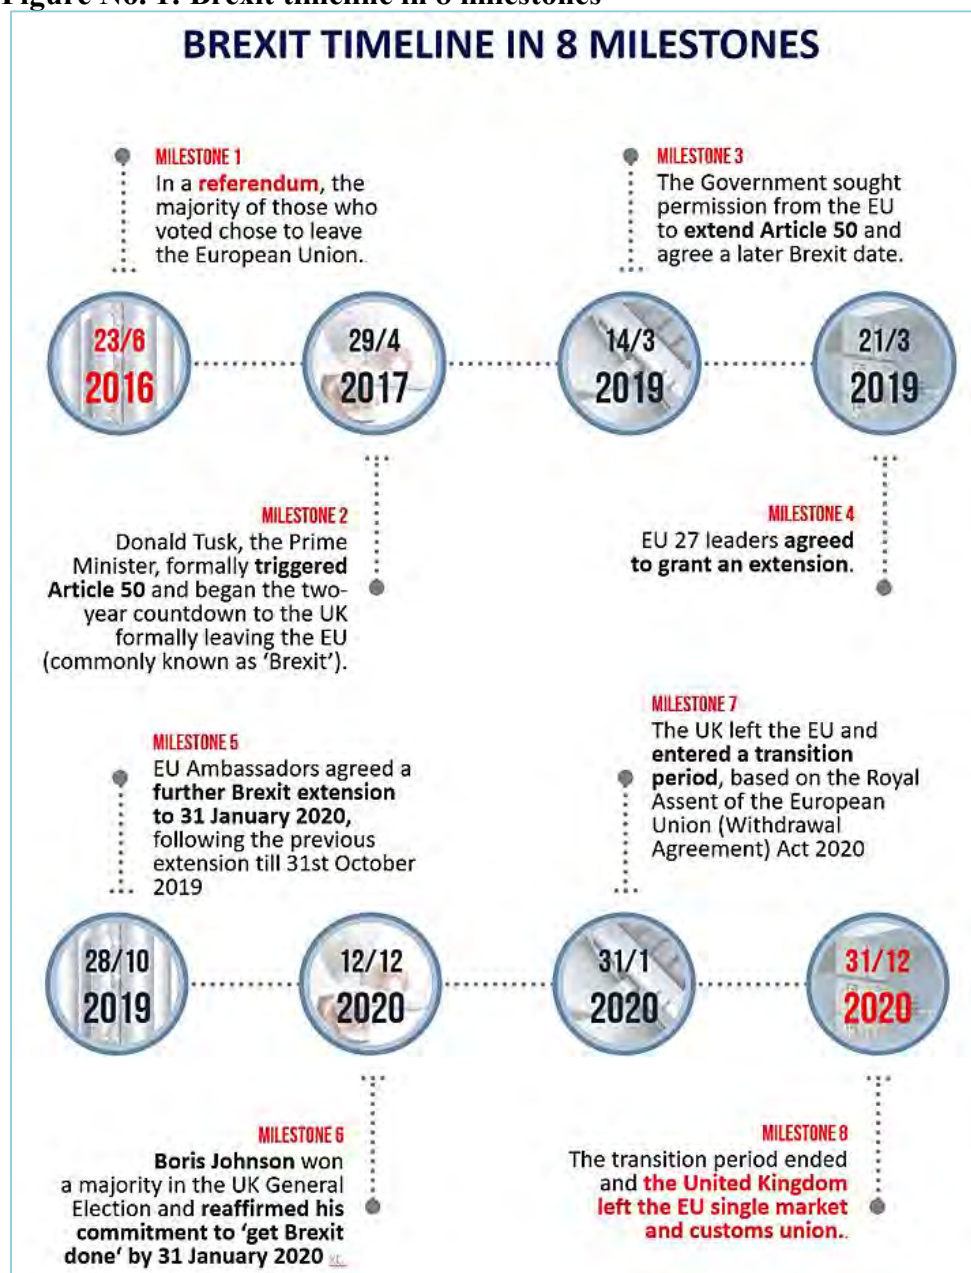 Figure No. 1: Brexit timeline in 8 milestones
BREXIT TIMELINE IN 8 MILESTONES
MILESTONE 1
In a referendum, the
majority of those who
voted chose to leave
the European Union.
MILESTONE 3
The Government sought
permission from the EU
to extend Article 50 and
agree a later Brexit date.
23/6
2016
29/4
2017
14/3
2019
21/3
2019
MILESTONE 2
Donald Tusk, the Prime
Minister, formally triggered
Article 50 and began the two-
year countdown to the UK
formally leaving the EU
(commonly known as ‘Brexit’).
MILESTONE 4
EU 27 leaders agreed
to grant an extension.
MILESTONE 5
EU Ambassadors agreed a
further Brexit extension
to 31 January 2020,
following the previous
extension till 31st October
2019
MILESTONE 7
The UK left the EU and
entered a transition
period, based on the Royal
Assent of the European
Union (Withdrawal
Agreement) Act 2020
28/10
2019
12/12
2020
31/1
2020
31/12
2020
MILESTONE 6
Boris Johnson won
a majority in the UK General
Election and reaffirmed his
commitment to ‘get Brexit
done‘ by 31 January 2020
MILESTONE 8
The transition period ended
and the United Kingdom
left the EU single market
and customs union..